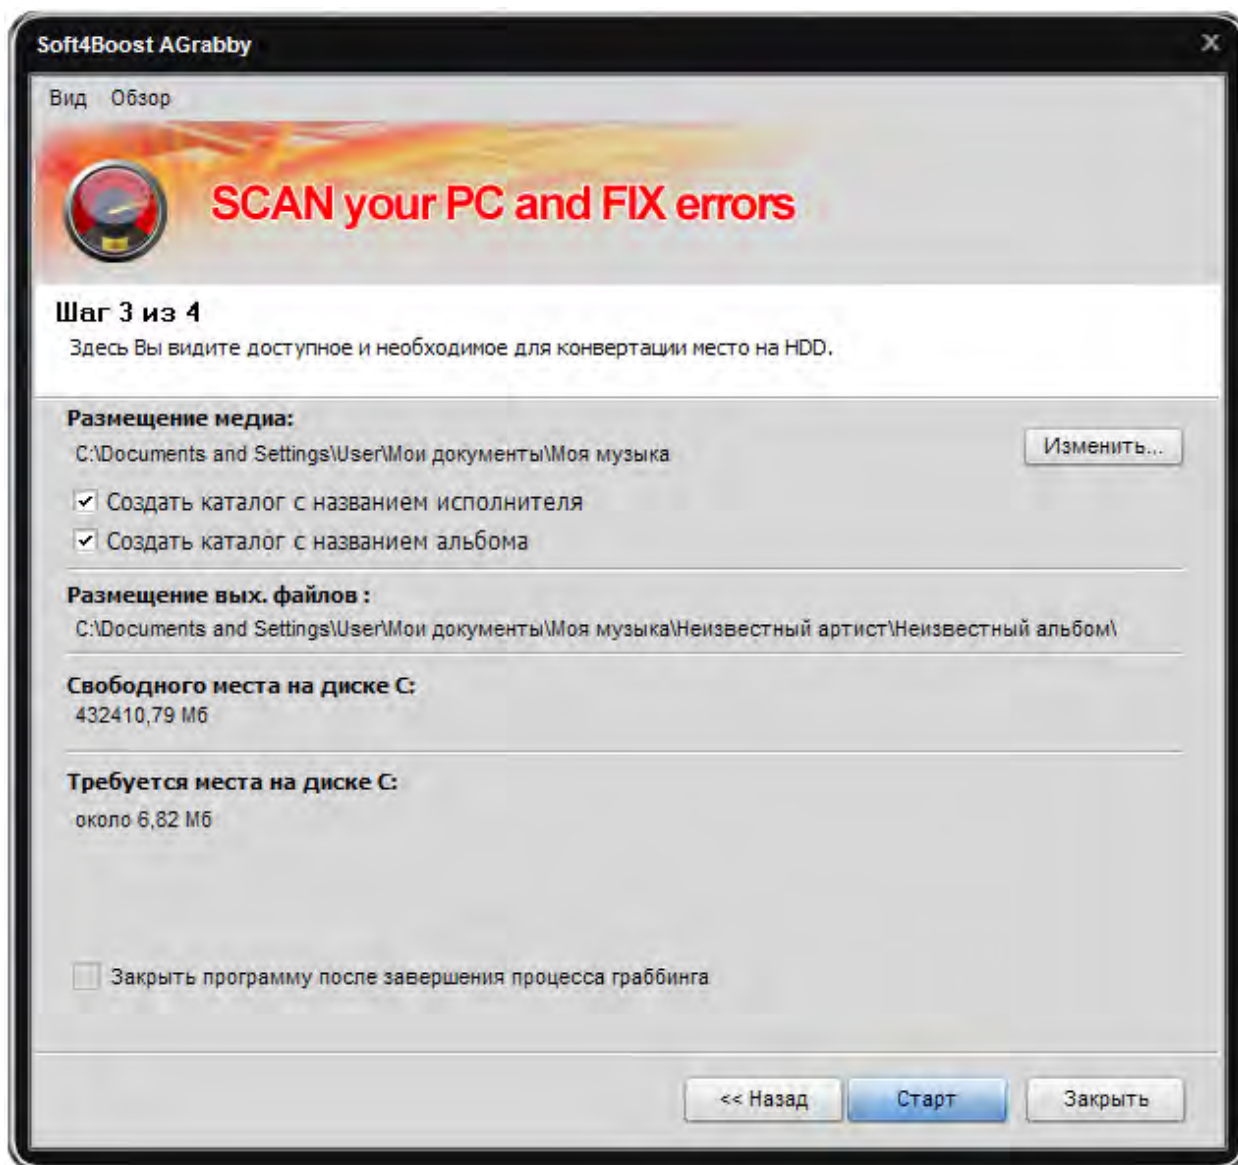 Soft4Boost AGrabby
x
Вид Обзор
SCAN your PC and FIX errors
Шаг 3 из 4
Здесь Вы видите доступное и необходимое для конвертации место на HDD.
Размещение медиа:
C:\Documents and Settings\User\Мои документы\Моя музыка
Изменить...
Создать каталог с названием исполнителя
Создать каталог с названием альбома
Размещение вых. файлов :
C:\Documents and Settings\User\Мои документы\Моя музыка\Неизвестный артист\Неизвестный альбом\
Свободного места на диске C:
432410,79 Мб
Требуется места на диске C:
около 6,82 Мб
Закрыть программу после завершения процесса граббинга
<< Назад
Старт
Закрыть